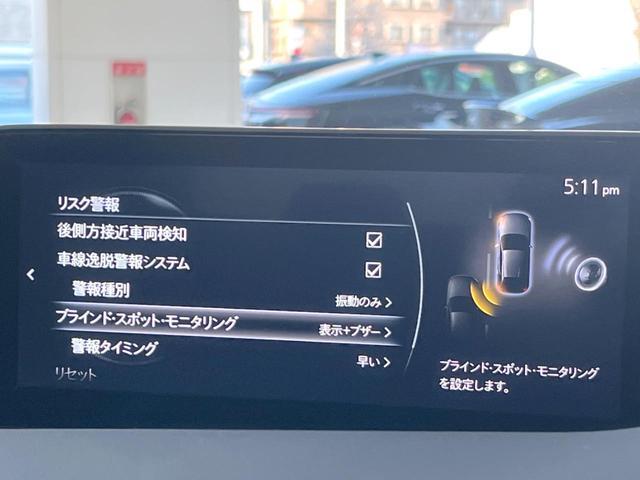 5:11pm
リスク警報
後側方接近車両検知
車線逸脱警報システム
警報種別 振動のみ
ブラインド・スポット・モニタリング 表示+ブザー
警報タイミング 早い
リセット
ブラインド・スポット・モニタリング
を設定します。